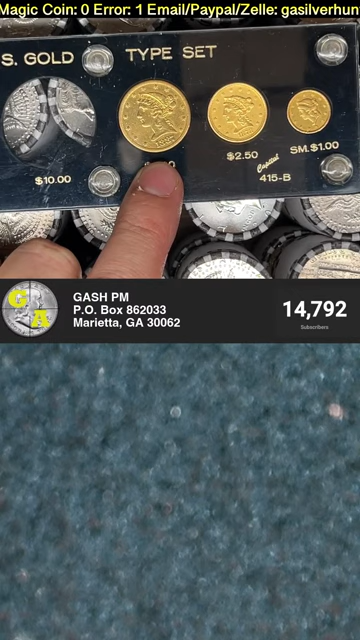 Magic Coin: 0 Error: 1 Email/Paypal/Zelle: gasilverhun
S. GOLD TYPE SET
$10.00
$2.50
SM. $1.00
Capital
415-B
GASH PM
P.O. Box 862033
Marietta, GA 30062
GA
14,792
Subscribers